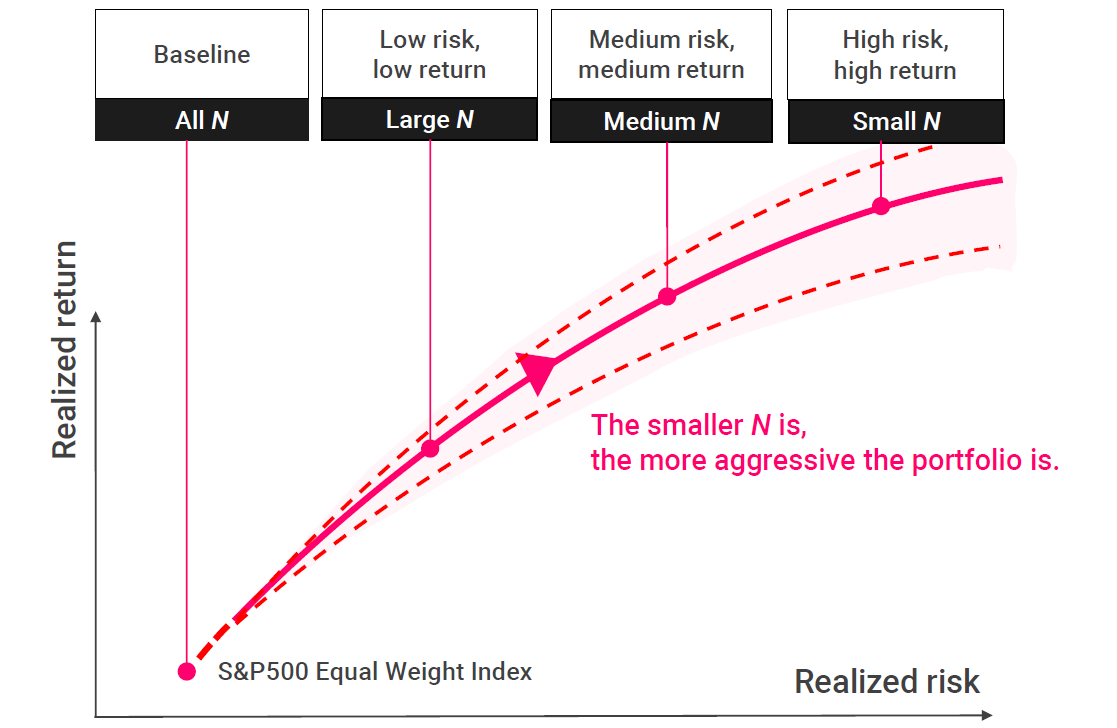 Baseline
All N
Low risk,
low return
Large N
Medium risk,
medium return
Medium N
High risk,
high return
Small N
Realized return
The smaller N is,
the more aggressive the portfolio is.
S&P500 Equal Weight Index
Realized risk